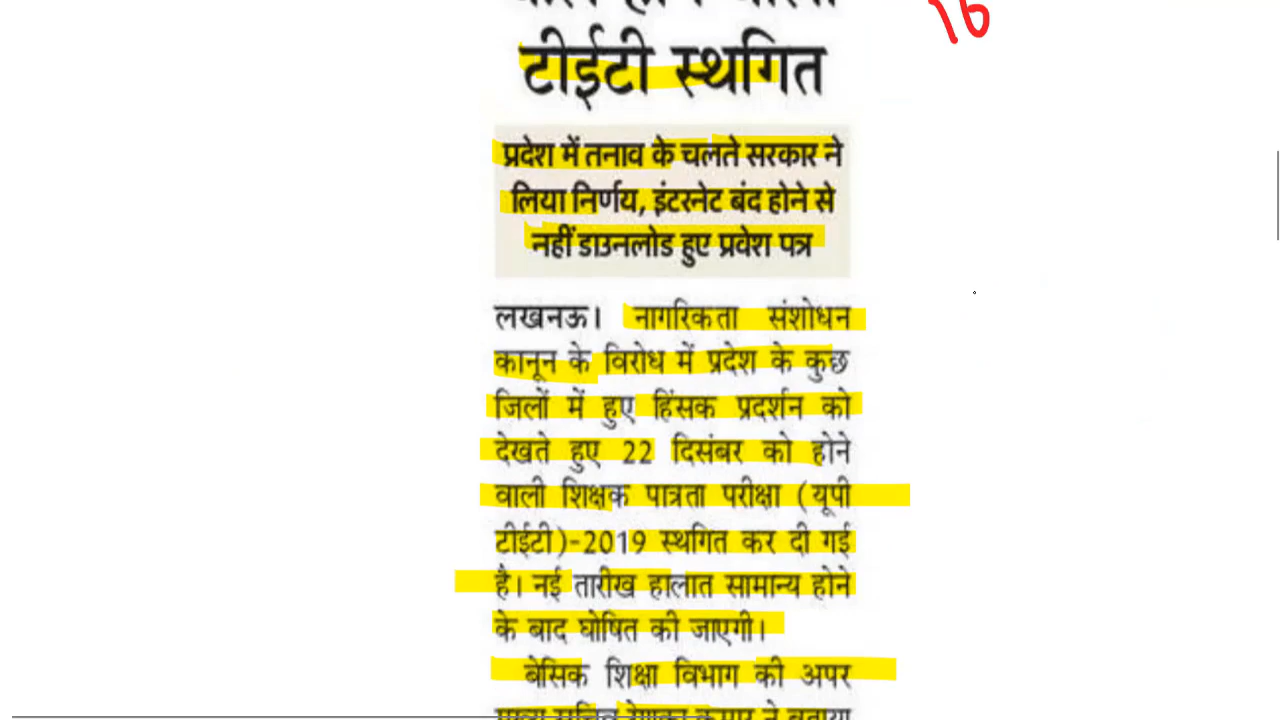 टीईटी स्थगित
प्रदेश में तनाव के चलते सरकार ने
लिया निर्णय, इंटरनेट बंद होने से
नहीं डाउनलोड हुए प्रवेश पत्र
लखनऊ। नागरिकता संशोधन
कानून के विरोध में प्रदेश के कुछ
जिलों में हुए हिंसक प्रदर्शन को
देखते हुए 22 दिसंबर को होने
वाली शिक्षक पात्रता परीक्षा (यूपी
टीईटी)-2019 स्थगित कर दी गई
है। नई तारीख हालात सामान्य होने
के बाद घोषित की जाएगी।
बेसिक शिक्षा विभाग की अपर